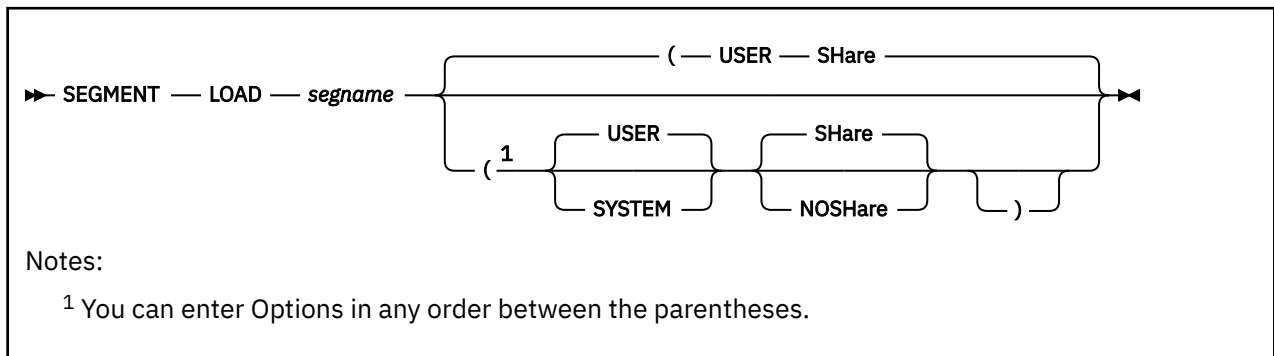 ( USER SHare
SEGMENT LOAD segname
( 1 USER SHare
SYSTEM NOSHare )
Notes:
1 You can enter Options in any order between the parentheses.